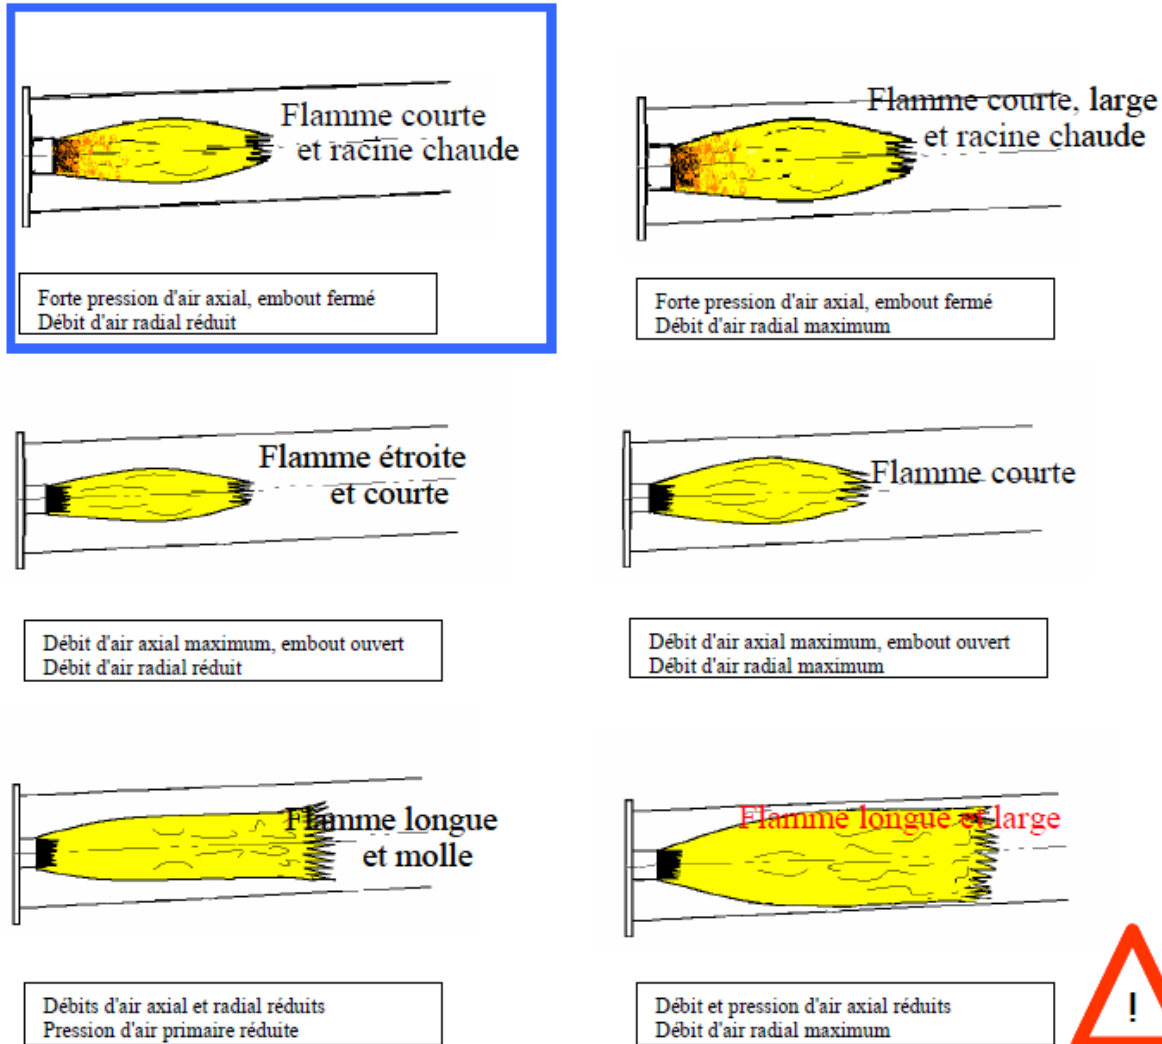 Flamme courte
et racine chaude
Forte pression d'air axial, embout fermé
Débit d'air radial réduit
Flamme courte, large
et racine chaude
Forte pression d'air axial, embout fermé
Débit d'air radial maximum
Flamme étroite
et courte
Débit d'air axial maximum, embout ouvert
Débit d'air radial réduit
Flamme courte
Débit d'air axial maximum, embout ouvert
Débit d'air radial maximum
Flamme longue
et molle
Débits d'air axial et radial réduits
Pression d'air primaire réduite
Flamme longue et large
Débit et pression d'air axial réduits
Débit d'air radial maximum
!